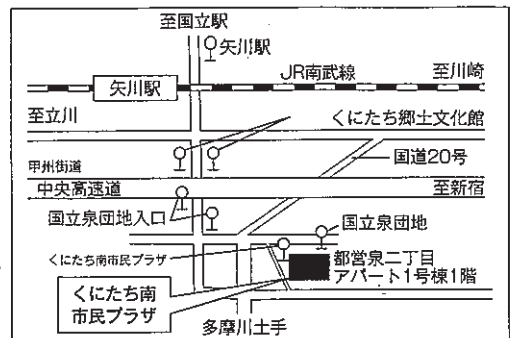 至国立駅
矢川駅
JR南武線
至川崎
矢川駅
至立川
くにたち郷土文化館
甲州街道
国道20号
中央高速道
至新宿
国立泉団地入口
国立泉団地
くにたち南市民プラザ
都営泉二丁目
アパート1号棟1階
くにたち南
市民プラザ
多摩川土手